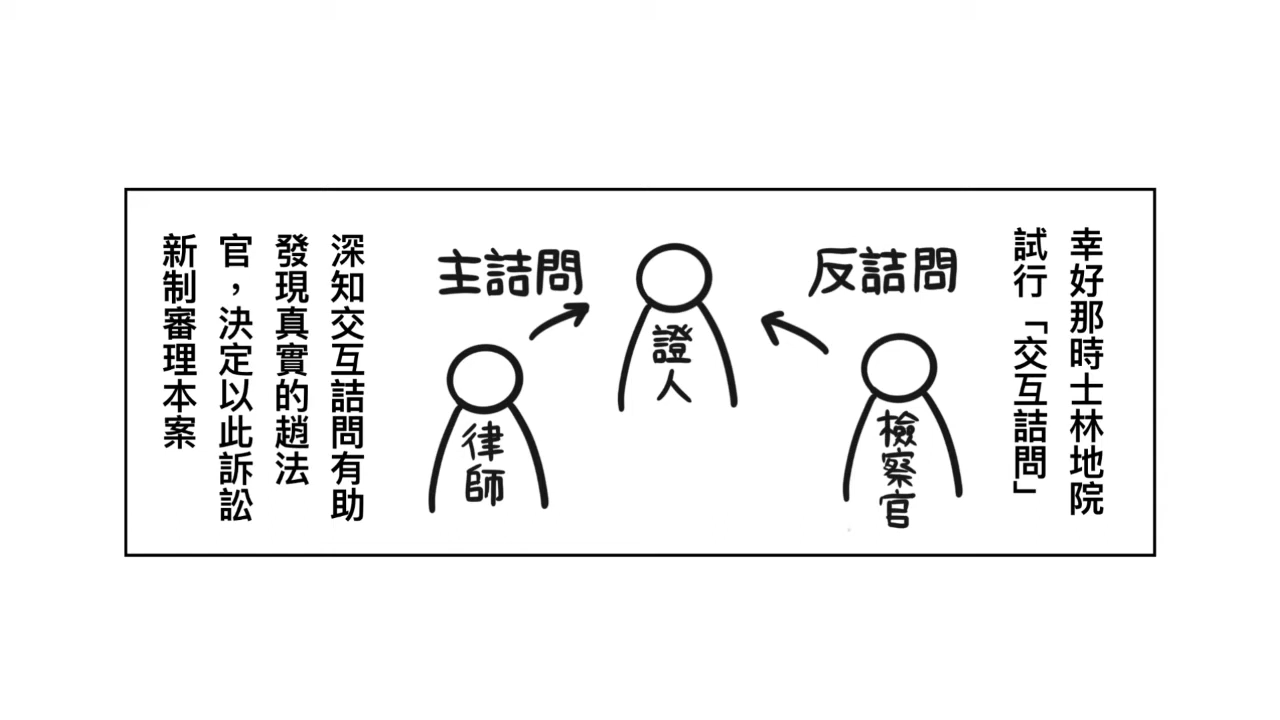 幸好那時士林地院
試行「交互詰問」
反詰問
檢察官
證人
主詰問
律師
深知交互詰問有助
發現真實的趙法
官，決定以此訴訟
新制審理本案